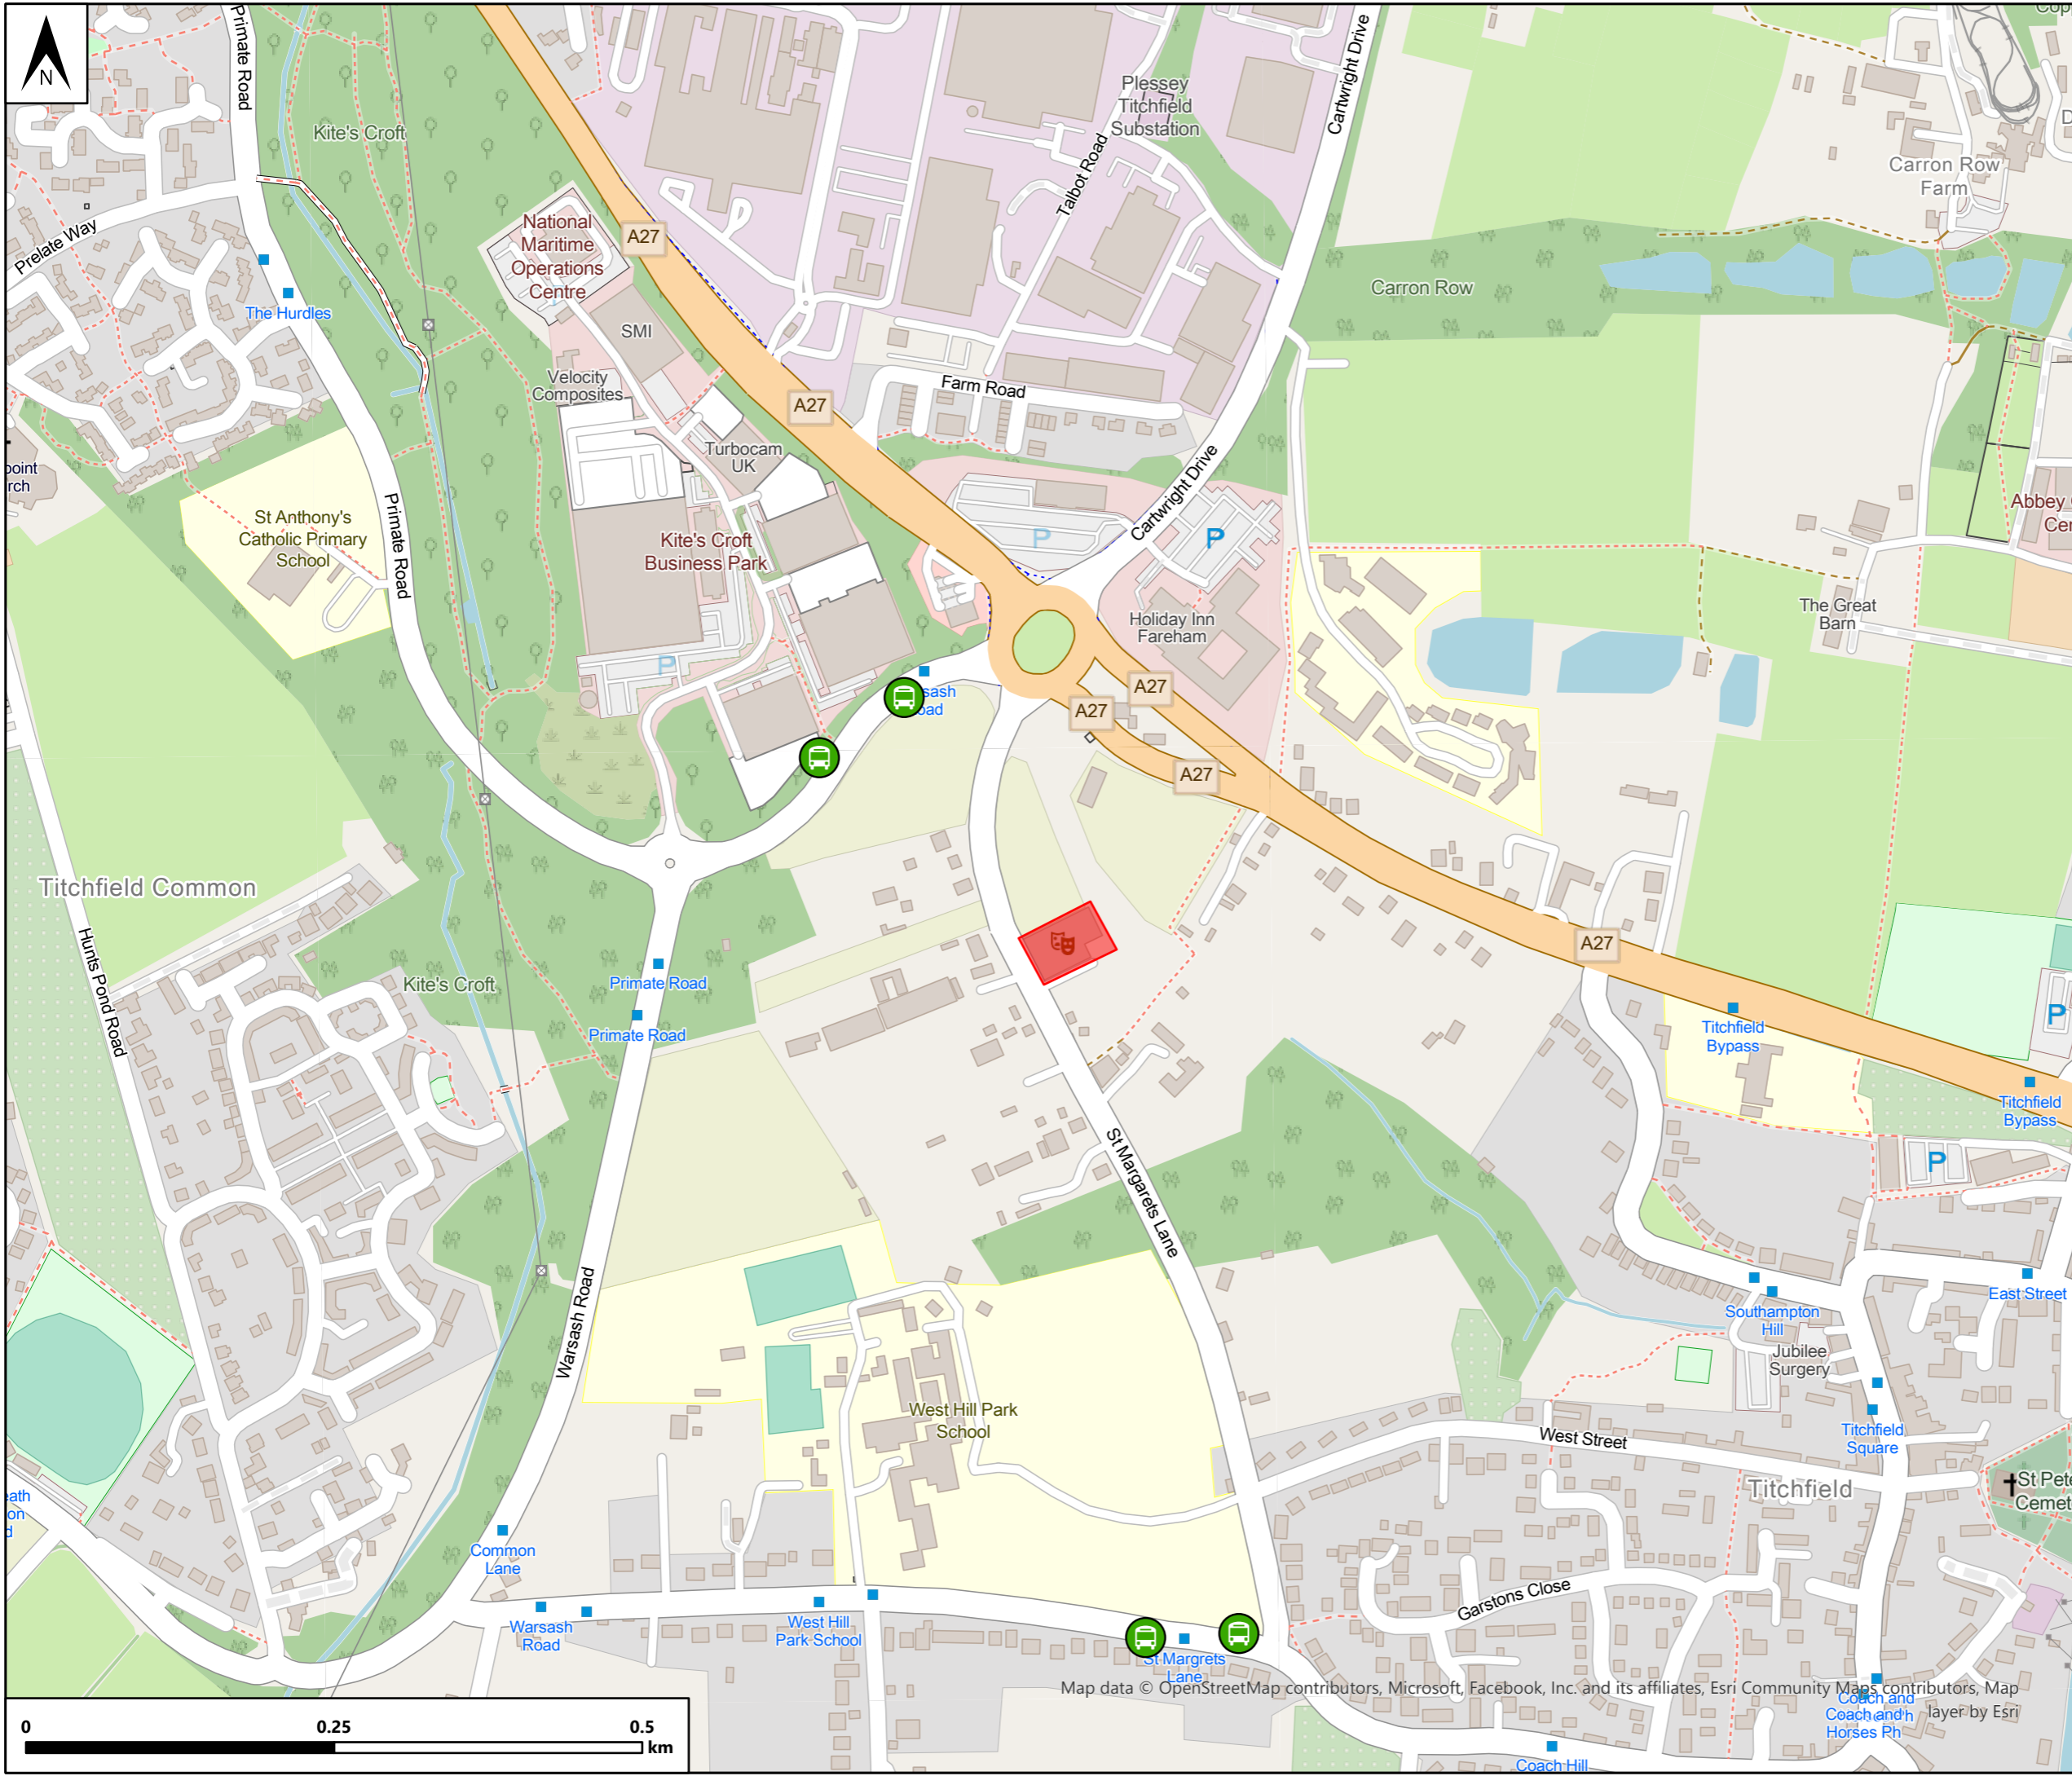 N
Primate Road
Kite's Croft
Prelate Way
The Hurdles
National
Maritime
Operations
Centre
A27
SMI
Velocity
Composites
A27
Turbocam
UK
Plessey
Titchfield
Substation
Talbot Road
Cartwright Drive
Farm Road
Carron Row
Farm
Carron Row
St Anthony's
Catholic Primary
School
Primate Road
Kite's Croft
Business Park
P
P
Cartwright Drive
P
Holiday Inn
Fareham
The Great
Barn
Abbey
A27
A27
A27
Titchfield Common
Hunts Pond Road
Kite's Croft
Primate Road
Primate Road
A27
Titchfield
Bypass
P
Titchfield
Bypass
P
St Margarets Lane
Warsash Road
Southampton
Hill
East Street
Jubilee
Surgery
West Hill Park
School
West Street
Titchfield
Square
Titchfield
Common
Lane
Warsash
Road
West Hill
Park School
St Margrets
Lane
Garstons Close
Map data © OpenStreetMap contributors, Microsoft, Facebook, Inc. and its affiliates, Esri Community Maps contributors, Map
layer by Esri
Coach and
Coach and
Horses Ph
Coach Hill
0 0.25 0.5
km